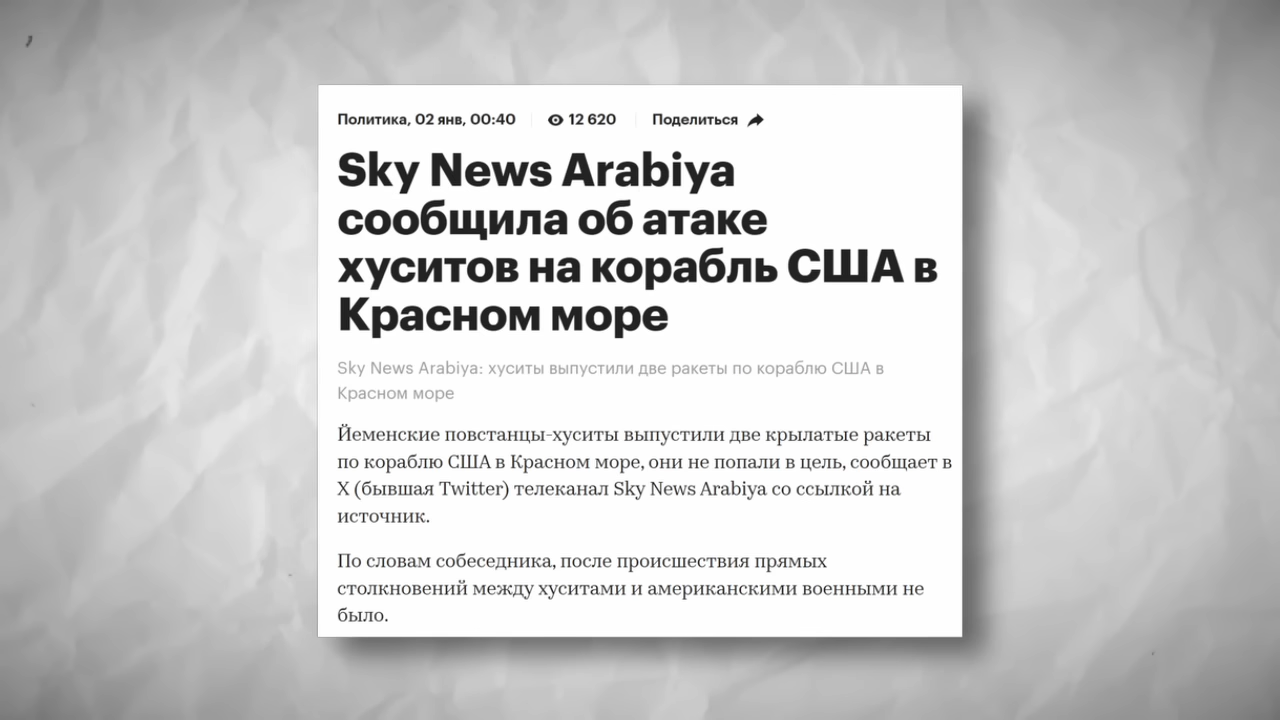 Политика, 02 янв, 00:40 12 620 Поделиться
Sky News Arabiya
сообщила об атаке
хуситов на корабль США в
Красном море
Sky News Arabiya: хуситы выпустили две ракеты по кораблю США в
Красном море
Йеменские повстанцы-хуситы выпустили две крылатые ракеты
по кораблю США в Красном море, они не попали в цель, сообщает в
X (бывшая Twitter) телеканал Sky News Arabiya со ссылкой на
источник.
По словам собеседника, после происшествия прямых
столкновений между хуситами и американскими военными не
было.